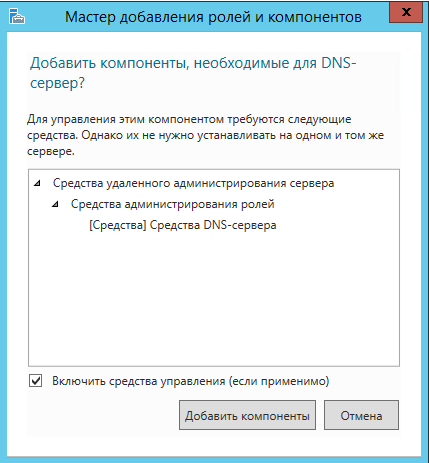 Мастер добавления ролей и компонентов
x
Добавить компоненты, необходимые для DNS-
сервер?
Для управления этим компонентом требуются следующие
средства. Однако их не нужно устанавливать на одном и том же
сервере.
Средства удаленного администрирования сервера
Средства администрирования ролей
[Средства] Средства DNS-сервера
Включить средства управления (если применимо)
Добавить компоненты
Отмена